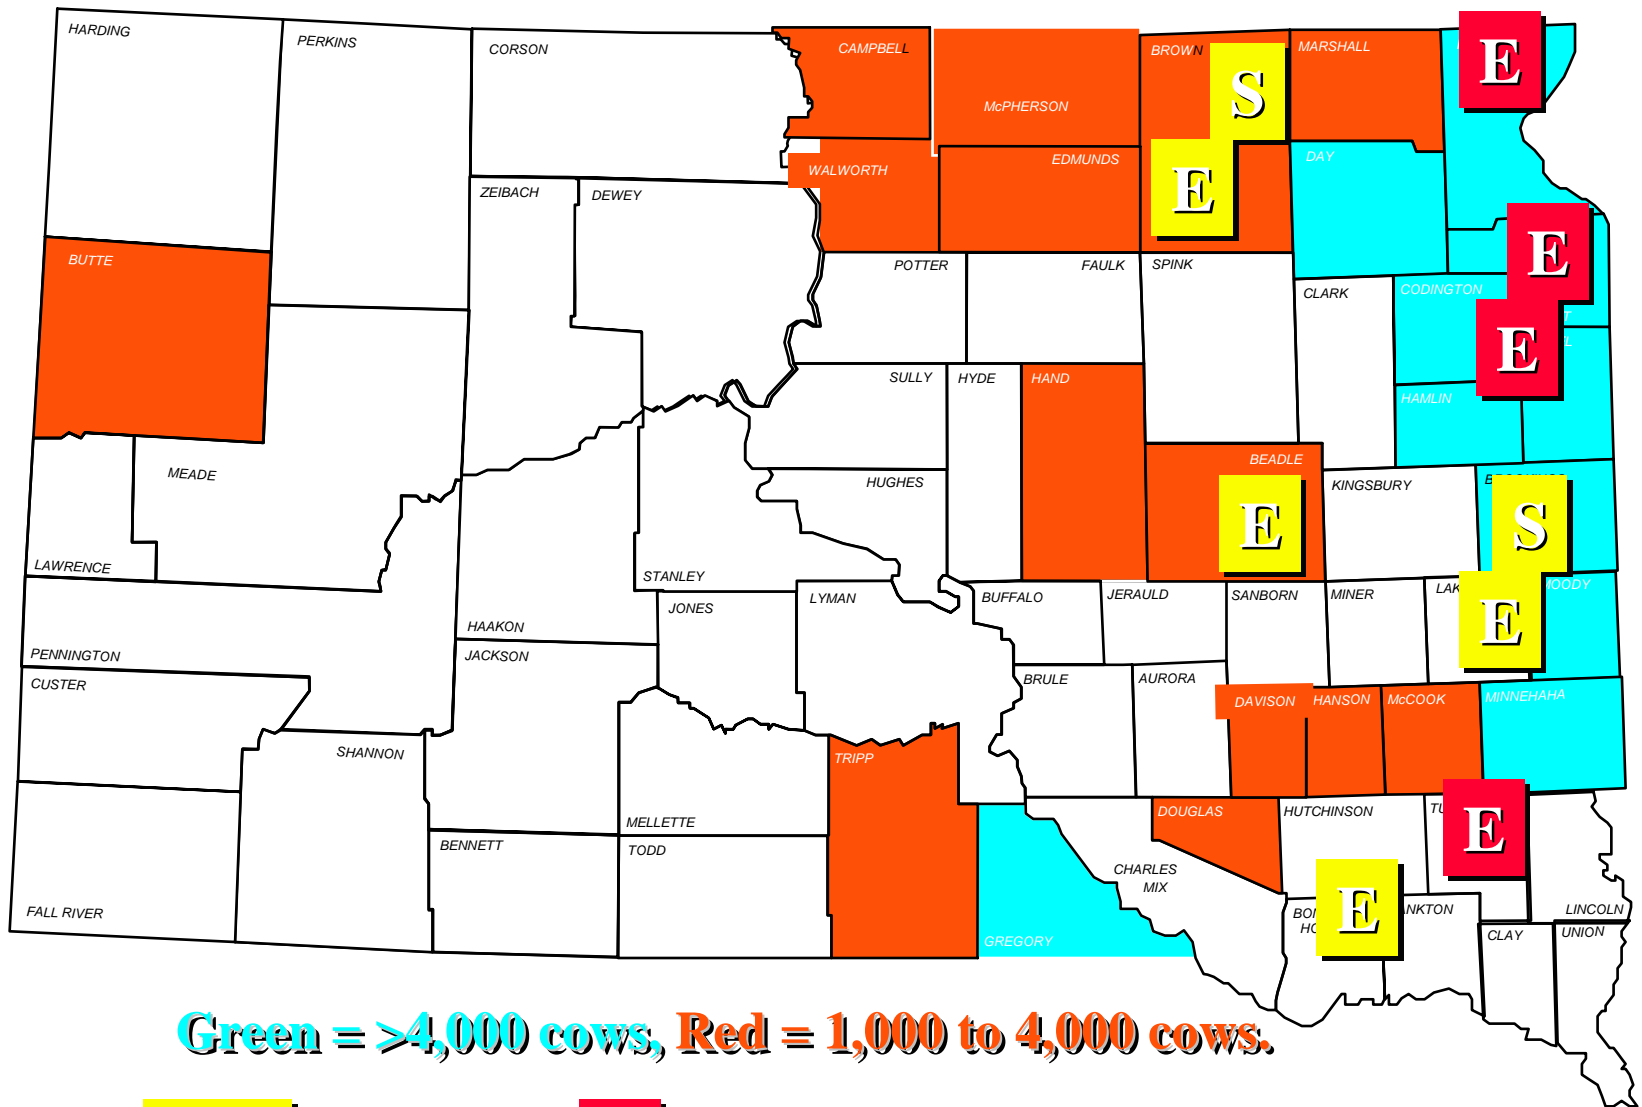 HARDING
PERKINS
CORSON
CAMPBELL
McPHERSON
BROWN
MARSHALL
E
S
WALWORTH
EDMUNDS
E
DAY
ZEIBACH
DEWEY
BUTTE
POTTER
FAULK
SPINK
E
CLARK
CODINGTON
E
SULLY
HYDE
HAND
HAMLIN
MEADE
BEADLE
HUGHES
KINGSBURY
E
S
LAWRENCE
STANLEY
LYMAN
BUFFALO
JERAULD
SANBORN
MINER
E
MOODY
JONES
HAAKON
PENNINGTON
JACKSON
CUSTER
BRULE
AURORA
DAVISON
HANSON
McCOOK
MINNEHAHA
SHANNON
TRIPP
DOUGLAS
HUTCHINSON
E
MELLETTE
BENNETT
TODD
CHARLES
MIX
E
FALL RIVER
LINCOLN
GREGORY
CLAY
UNION
Green = >4,000 cows, Red = 1,000 to 4,000 cows.